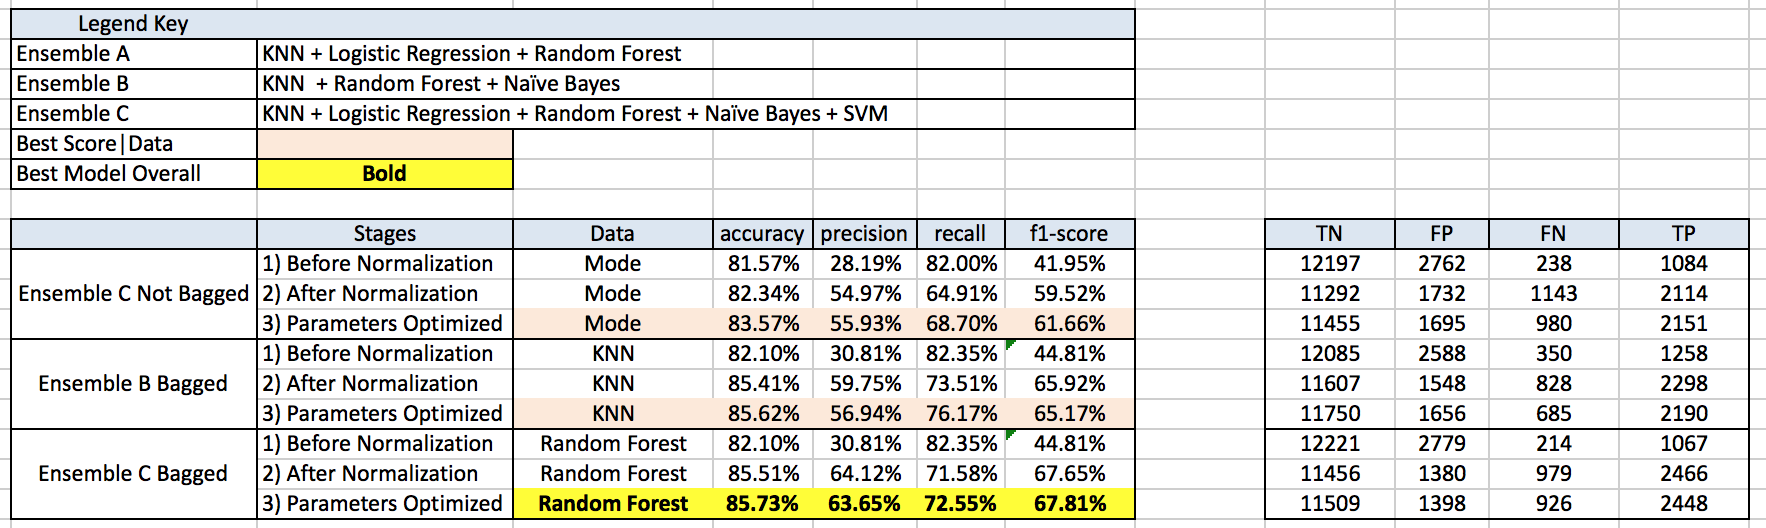 Legend Key
Ensemble A KNN + Logistic Regression + Random Forest
Ensemble B KNN + Random Forest + Naïve Bayes
Ensemble C KNN + Logistic Regression + Random Forest + Naïve Bayes + SVM
Best Score|Data
Best Model Overall Bold
Stages Data accuracy precision recall f1-score TN FP FN TP
1) Before Normalization Mode 81.57% 28.19% 82.00% 41.95% 12197 2762 238 1084
Ensemble C Not Bagged 2) After Normalization Mode 82.34% 54.97% 64.91% 59.52% 11292 1732 1143 2114
3) Parameters Optimized Mode 83.57% 55.93% 68.70% 61.66% 11455 1695 980 2151
1) Before Normalization KNN 82.10% 30.81% 82.35% 44.81% 12085 2588 350 1258
Ensemble B Bagged 2) After Normalization KNN 85.41% 59.75% 73.51% 65.92% 11607 1548 828 2298
3) Parameters Optimized KNN 85.62% 56.94% 76.17% 65.17% 11750 1656 685 2190
1) Before Normalization Random Forest 82.10% 30.81% 82.35% 44.81% 12221 2779 214 1067
Ensemble C Bagged 2) After Normalization Random Forest 85.51% 64.12% 71.58% 67.65% 11456 1380 979 2466
3) Parameters Optimized Random Forest 85.73% 63.65% 72.55% 67.81% 11509 1398 926 2448